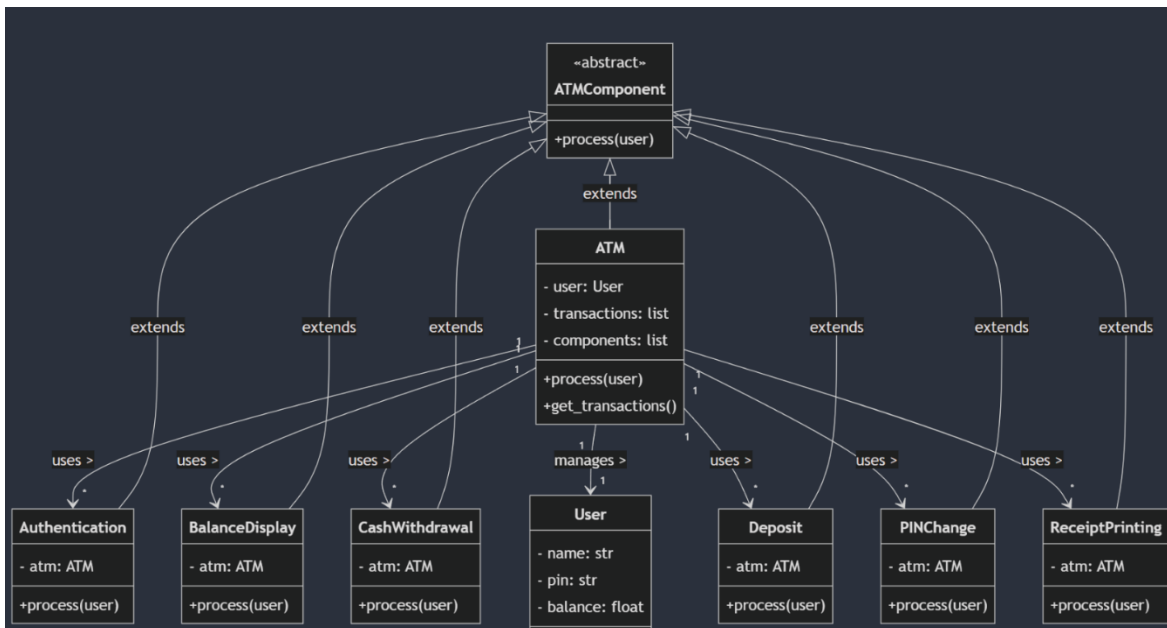 «abstract»
ATMComponent
+process(user)
extends
ATM
- user: User
- transactions: list
- components: list
+process(user)
+get_transactions()
extends
extends
extends
extends
extends
extends
1
1
1
1
1
1
1
uses >
uses >
uses >
manages >
uses >
uses >
uses >
*
*
*
1
*
*
*
Authentication
- atm: ATM
+process(user)
BalanceDisplay
- atm: ATM
+process(user)
CashWithdrawal
- atm: ATM
+process(user)
User
- name: str
- pin: str
- balance: float
Deposit
- atm: ATM
+process(user)
PINChange
- atm: ATM
+process(user)
ReceiptPrinting
- atm: ATM
+process(user)